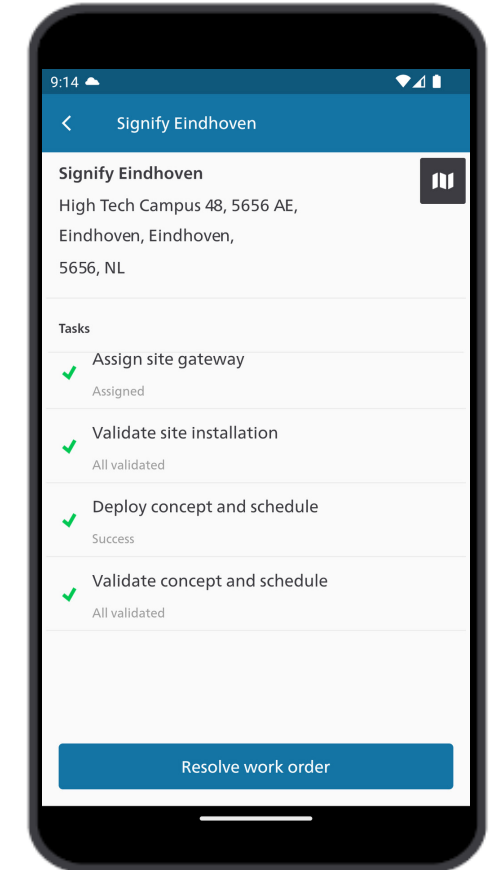 9:14
Signify Eindhoven
Signify Eindhoven
High Tech Campus 48, 5656 AE,
Eindhoven, Eindhoven,
5656, NL
Tasks
Assign site gateway
Assigned
Validate site installation
All validated
Deploy concept and schedule
Success
Validate concept and schedule
All validated
Resolve work order